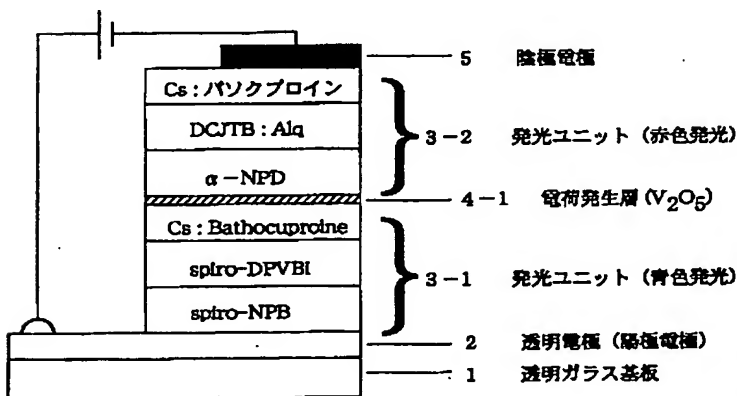 5 陰極電極
Cs : バソクプロイン
DCJTB : Alq
3－2 発光ユニット（赤色発光）
α－NPD
4－1 電荷発生層 (V₂O₅)
Cs : Bathocuproine
spiro-DPVBi
3－1 発光ユニット（青色発光）
spiro-NPB
2 透明電極（陽極電極）
1 透明ガラス基板